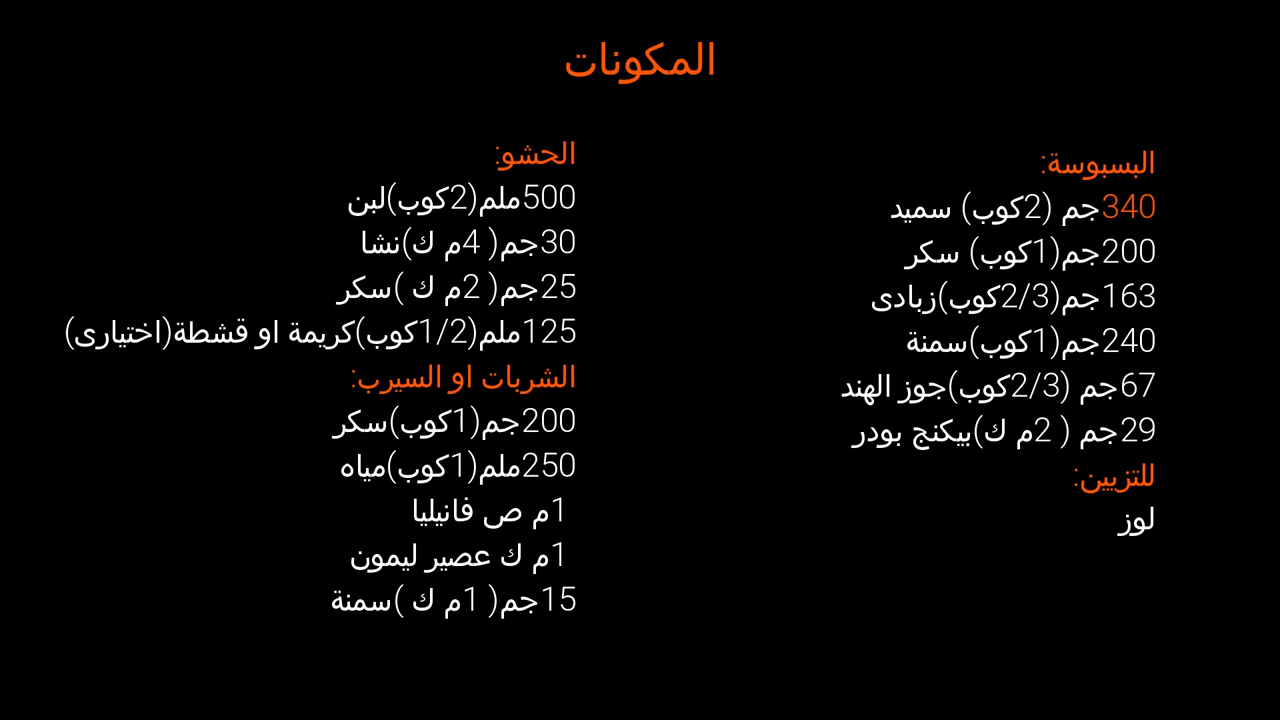 المكونات
البسبوسة:
340جم (2كوب) سميد
200جم(1كوب) سكر
163جم(2/3كوب)زبادى
240جم(1كوب)سمنة
67جم (2/3كوب)جوز الهند
29جم ( 2م ك)بيكنج بودر
للتزيين:
لوز
الحشو:
500ملم(2كوب)لبن
30جم( 4م ك)نشا
25جم( 2م ك )سكر
125ملم(1/2كوب)كريمة او قشطة(اختيارى)
الشربات او السيرب:
200جم(1كوب)سكر
250ملم(1كوب)مياه
1م ص فانيليا
1م ك عصير ليمون
15جم( 1م ك )سمنة